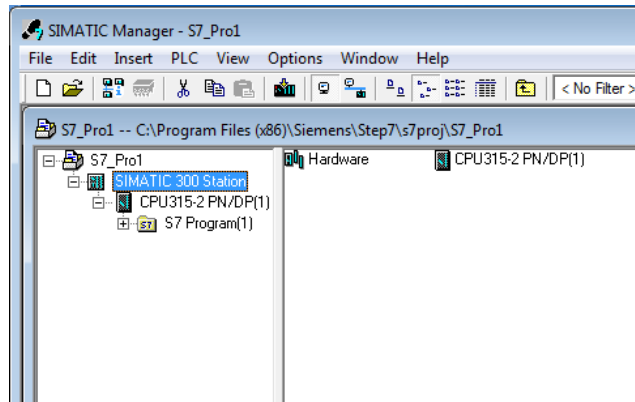 SIMATIC Manager - S7_Pro1
File Edit Insert PLC View Options Window Help
< No Filter >
S7_Pro1 -- C:\Program Files (x86)\Siemens\Step7\s7proj\S7_Pro1
S7_Pro1
SIMATIC 300 Station
CPU315-2 PN/DP(1)
S7 S7 Program(1)
Hardware CPU315-2 PN/DP(1)